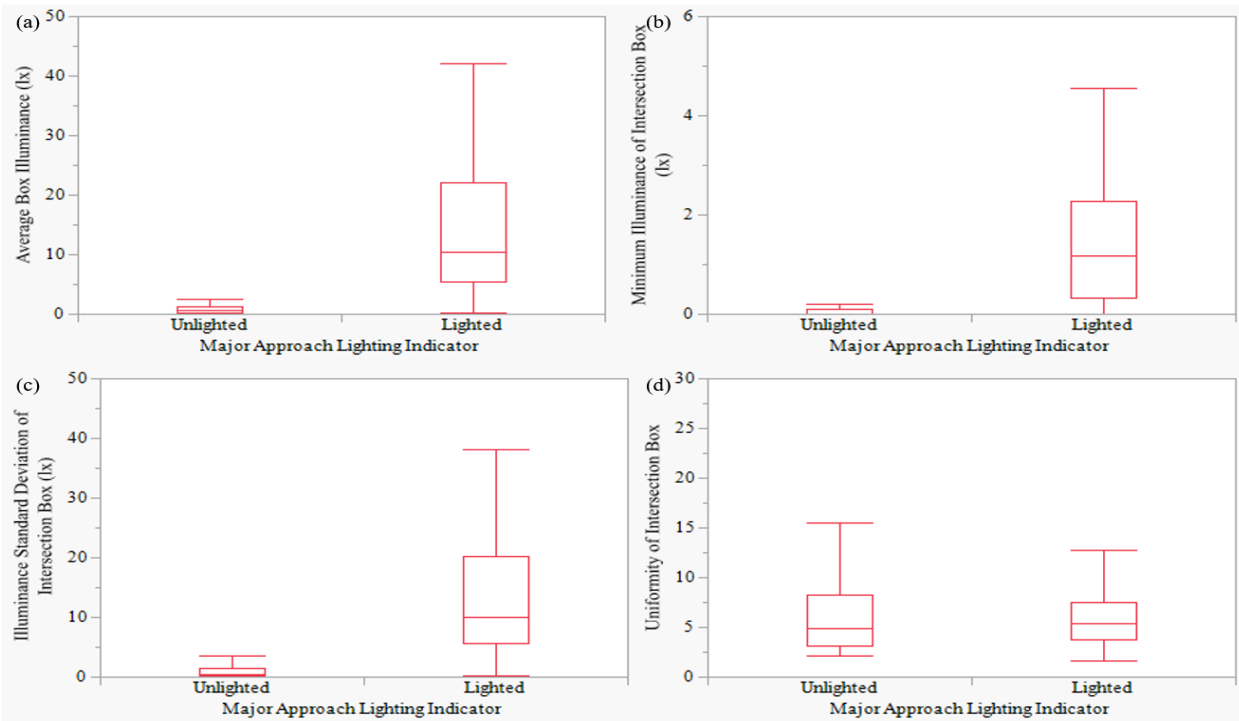 (a)
50
40
30
20
10
0
Average Box Illuminance (lx)
Unlighted
Lighted
Major Approach Lighting Indicator
(b)
6
4
2
0
Minimum Illuminance of Intersection Box
(lx)
Unlighted
Lighted
Major Approach Lighting Indicator
(c)
50
40
30
20
10
0
Illuminance Standard Deviation of
Intersection Box (lx)
Unlighted
Lighted
Major Approach Lighting Indicator
(d)
30
25
20
15
10
5
0
Uniformity of Intersection Box
Unlighted
Lighted
Major Approach Lighting Indicator